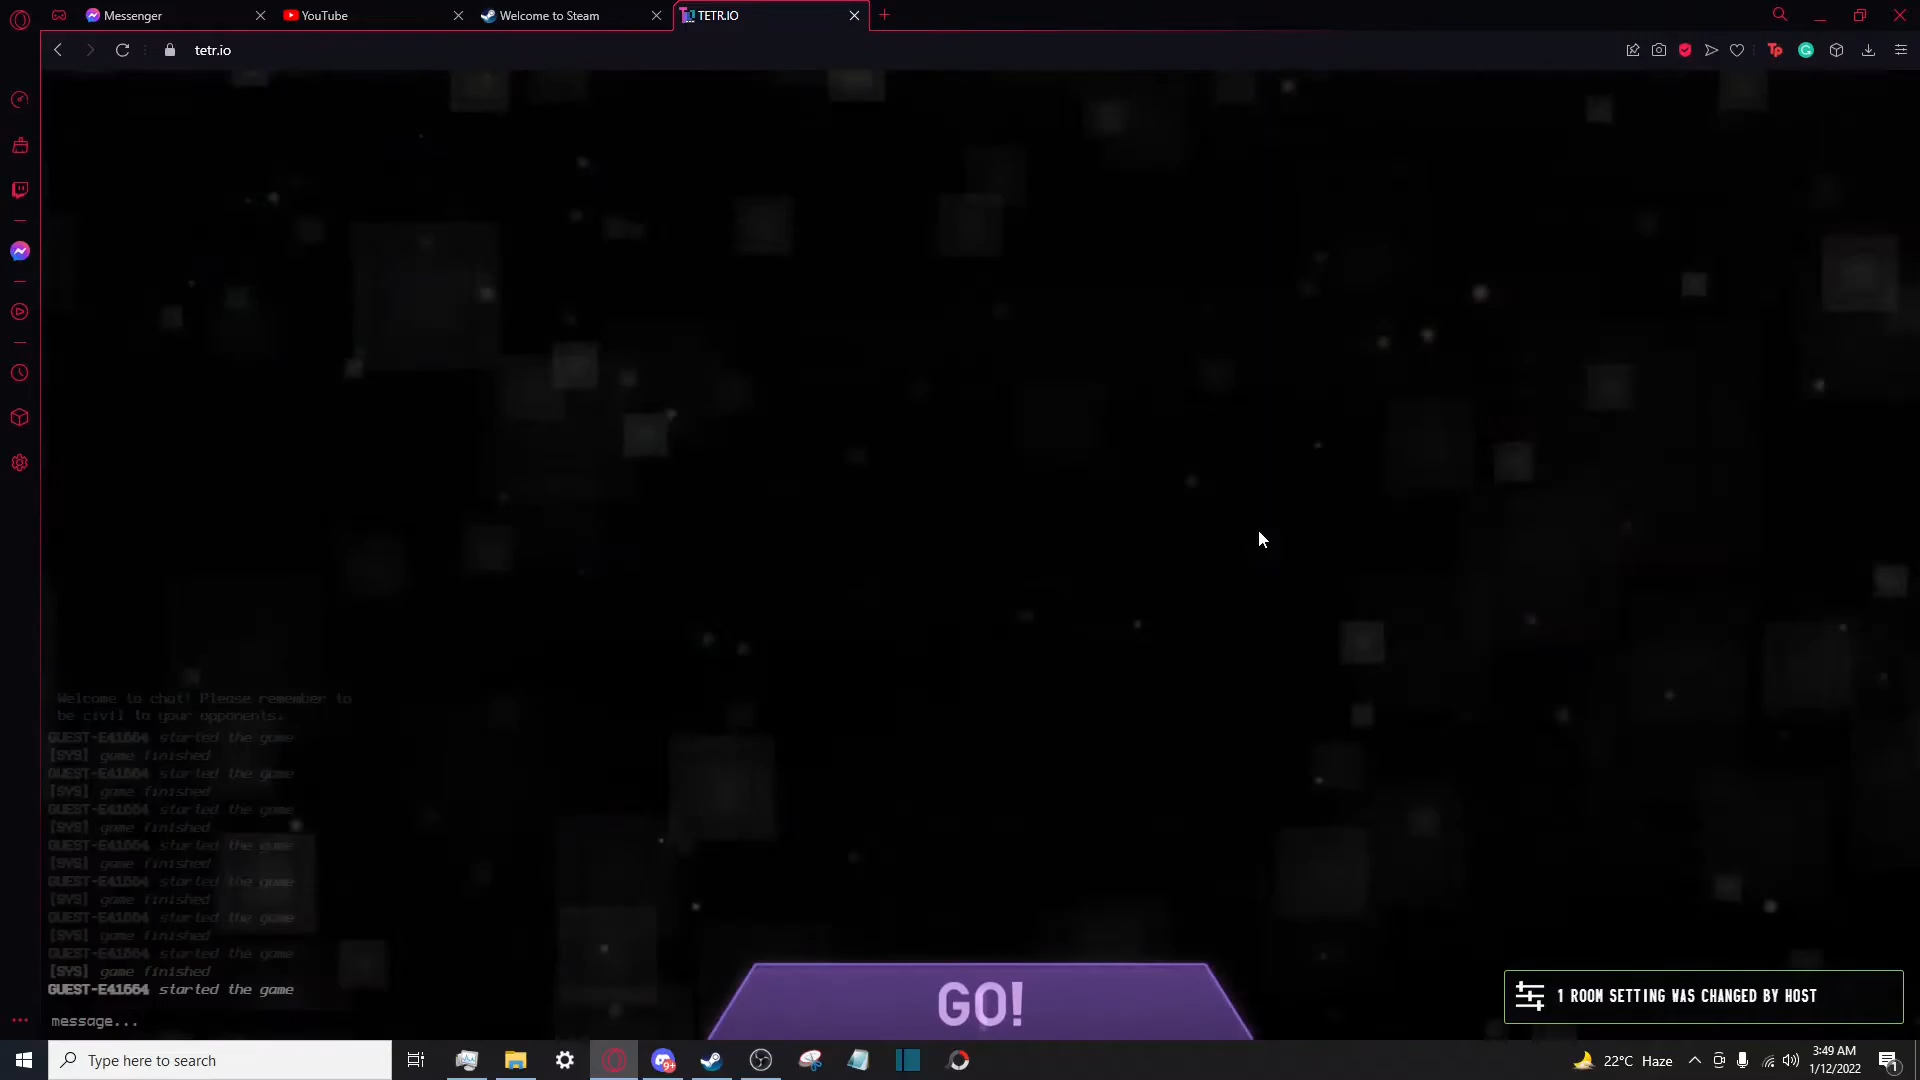 Messenger
YouTube
Welcome to Steam
TETR.IO
tetr.io
Tp
Welcome to chat! Please remember to
be civil to your opponents.
GUEST-E41664 started the game
[SYS] game finished
GUEST-E41664 started the game
[SYS] game finished
GUEST-E41664 started the game
[SYS] game finished
GUEST-E41664 started the game
[SYS] game finished
GUEST-E41664 started the game
[SYS] game finished
GUEST-E41664 started the game
[SYS] game finished
GUEST-E41664 started the game
[SYS] game finished
GUEST-E41664 started the game
message...
GO!
1 ROOM SETTING WAS CHANGED BY HOST
Type here to search
9+
22°C Haze
3:49 AM
1/12/2022
1